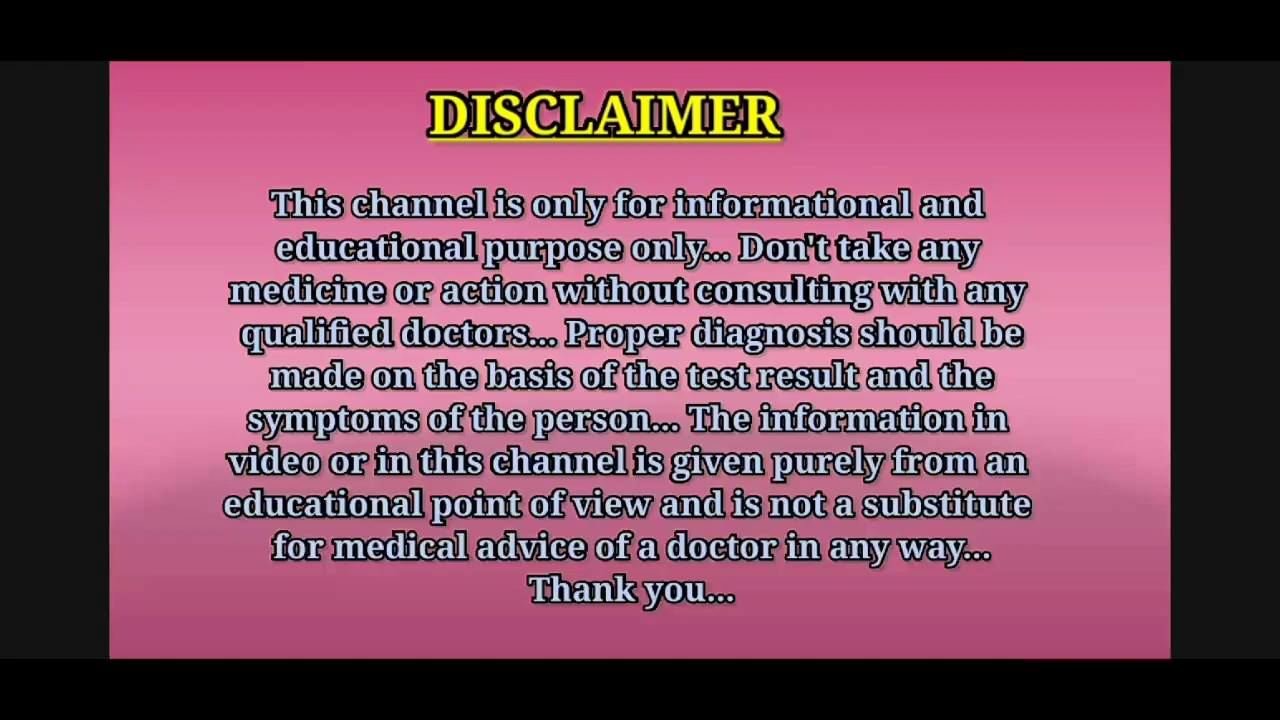 DISCLAIMER
This channel is only for informational and
educational purpose only... Don't take any
medicine or action without consulting with any
qualified doctors... Proper diagnosis should be
made on the basis of the test result and the
symptoms of the person... The information in
video or in this channel is given purely from an
educational point of view and is not a substitute
for medical advice of a doctor in any way...
Thank you...